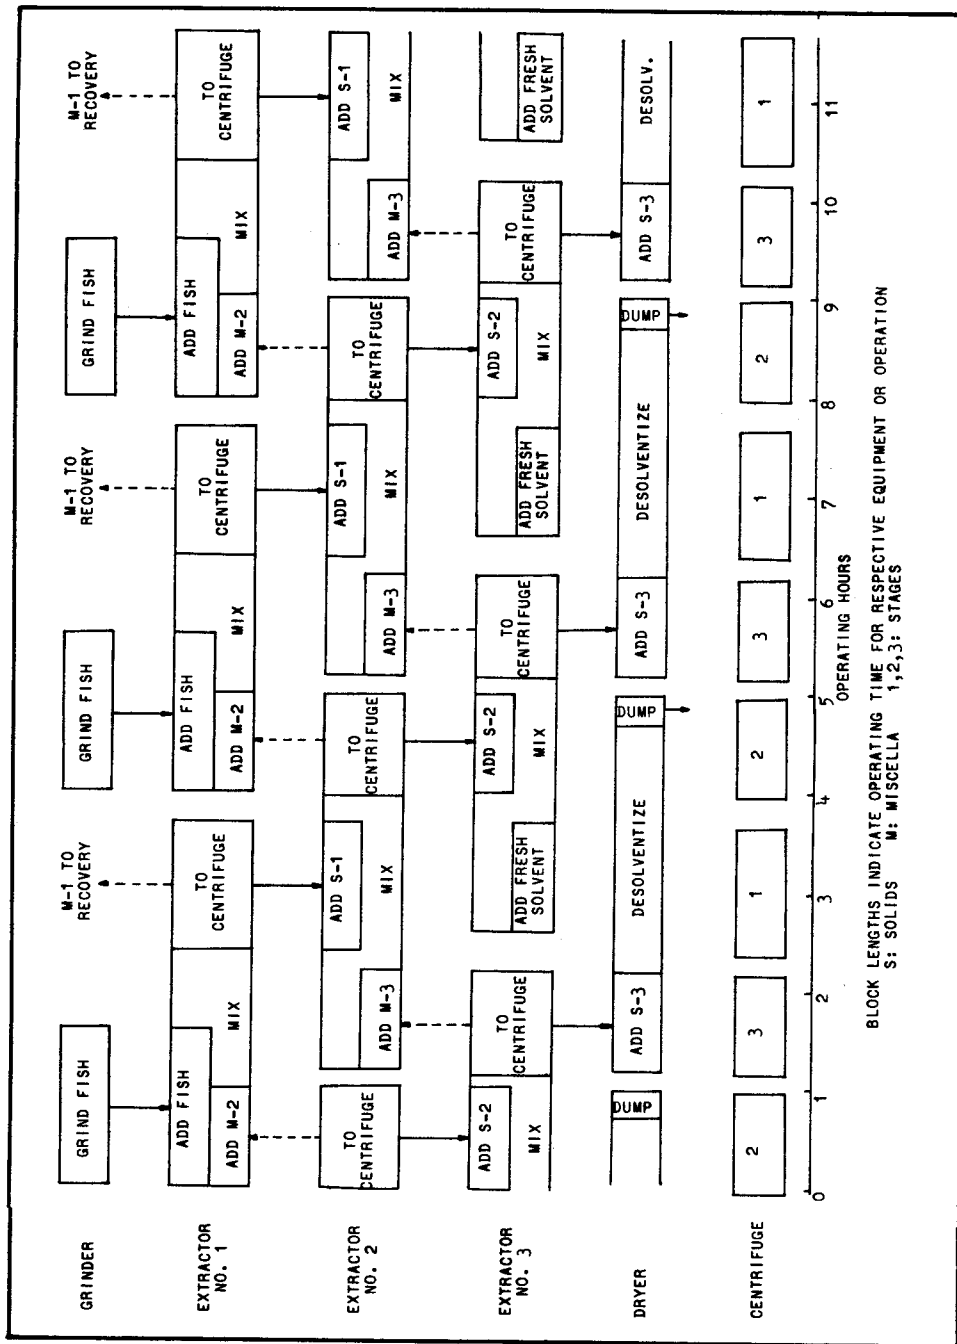 GRINDER
GRIND FISH
M-1 TO
RECOVERY
GRIND FISH
M-1 TO
RECOVERY
GRIND FISH
M-1 TO
RECOVERY
EXTRACTOR
NO. 1
ADD FISH
ADD M-2
MIX
TO
CENTRIFUGE
ADD FISH
ADD M-2
MIX
TO
CENTRIFUGE
ADD FISH
ADD M-2
MIX
TO
CENTRIFUGE
EXTRACTOR
NO. 2
TO
CENTRIFUGE
ADD M-3
ADD S-1
MIX
TO
CENTRIFUGE
ADD M-3
ADD S-1
MIX
TO
CENTRIFUGE
ADD M-3
ADD S-1
MIX
EXTRACTOR
NO. 3
ADD S-2
MIX
TO
CENTRIFUGE
ADD FRESH
SOLVENT
ADD S-2
MIX
TO
CENTRIFUGE
ADD FRESH
SOLVENT
ADD S-2
MIX
TO
CENTRIFUGE
ADD FRESH
SOLVENT
DRYER
DUMP
ADD S-3
DESOLVENTIZE
DUMP
ADD S-3
DESOLVENTIZE
DUMP
ADD S-3
DESOLV.
CENTRIFUGE
2
3
1
2
3
1
2
3
1
0 1 2 3 4 5 6 7 8 9 10 11
OPERATING HOURS
BLOCK LENGTHS INDICATE OPERATING TIME FOR RESPECTIVE EQUIPMENT OR OPERATION
S: SOLIDS M: MISCELLA 1,2,3: STAGES